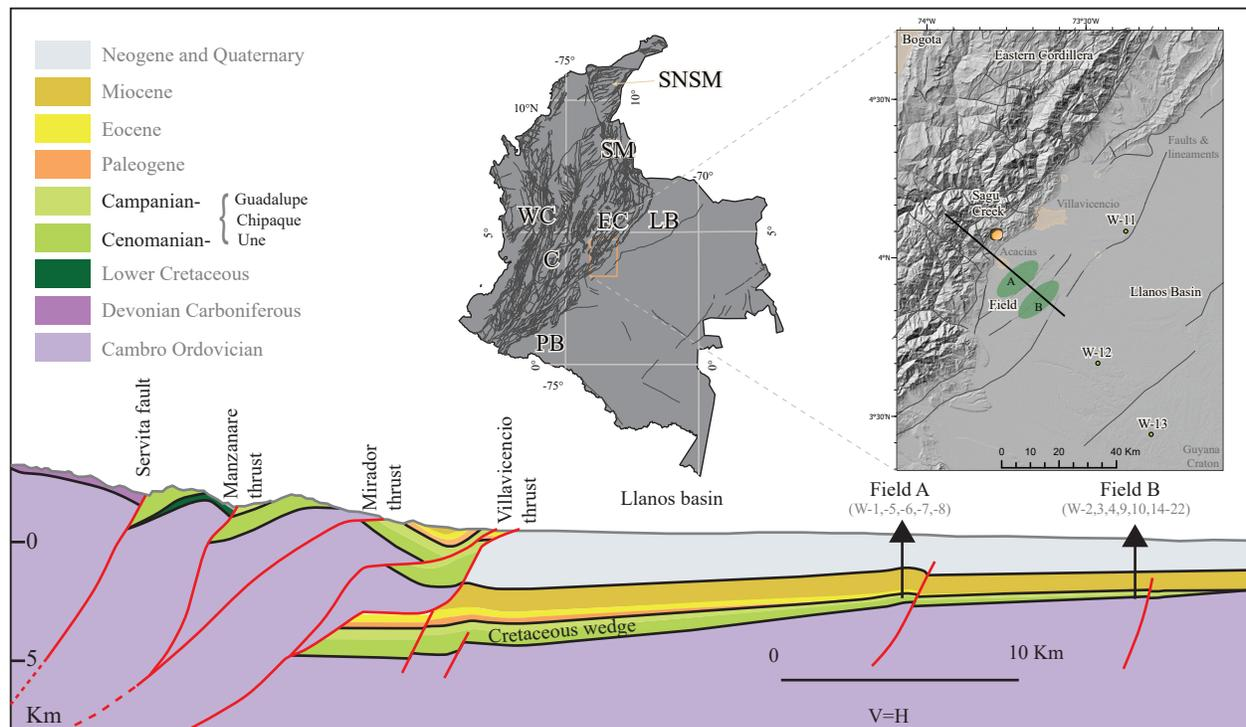 Neogene and Quaternary
Miocene
Eocene
Paleogene
Campanian-
Cenomanian-
Guadalupe
Chipaque
Une
Lower Cretaceous
Devonian Carboniferous
Cambro Ordovician
-75°
10°N
10°
SNSM
SM
-70°
WC
EC
LB
5°
5°
C
PB
0°
0°
-75°
74°W
73°30'W
Bogota
Eastern Cordillera
4°30'N
Faults &
lineaments
Sagu
Creek
Villavicencio
W-11
4°N
Acacias
A
Field
B
Llanos Basin
W-12
3°30'N
W-13
0 10 20 40 Km
Guyana
Craton
Servita fault
Manzanare
thrust
Mirador
thrust
Villavicencio
thrust
Llanos basin
Field A
(W-1,-5,-6,-7,-8)
Field B
(W-2,3,4,9,10,14-22)
0
Cretaceous wedge
5
Km
0 10 Km
V=H